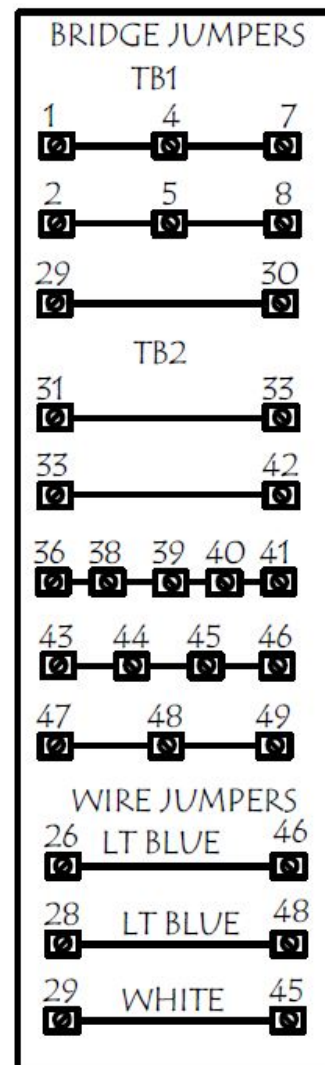 BRIDGE JUMPERS
TB1
1 4 7
2 5 8
29 30
TB2
31 33
33 42
36 38 39 40 41
43 44 45 46
47 48 49
WIRE JUMPERS
26 LT BLUE 46
28 LT BLUE 48
29 WHITE 45